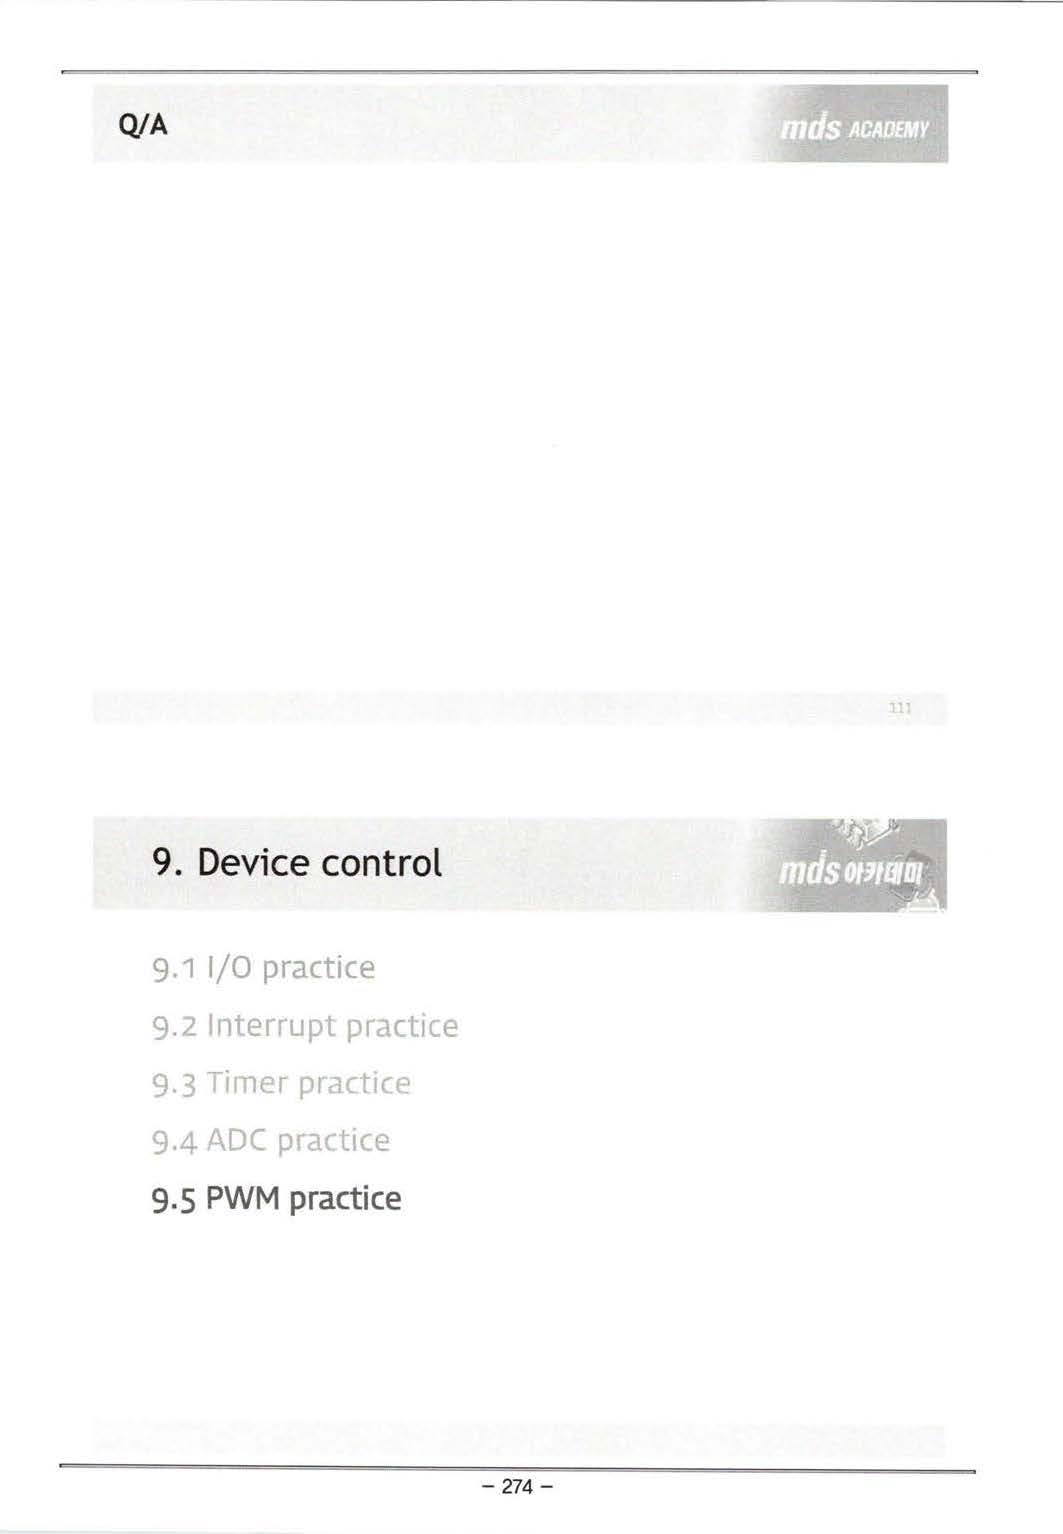 Q/A
mds ACADEMY
111
9. Device control
mds 아카데미
9.1 I/O practice
9.2 Interrupt practice
9.3 Timer practice
9.4 ADC practice
9.5 PWM practice
– 274 –